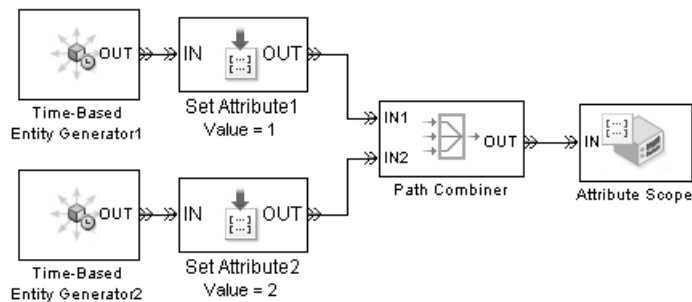 OUT
Time-Based
Entity Generator1
IN
[...]
OUT
Set Attribute1
Value = 1
IN1
IN2
OUT
Path Combiner
[...]
IN
Attribute Scope
OUT
Time-Based
Entity Generator2
IN
[...]
OUT
Set Attribute2
Value = 2